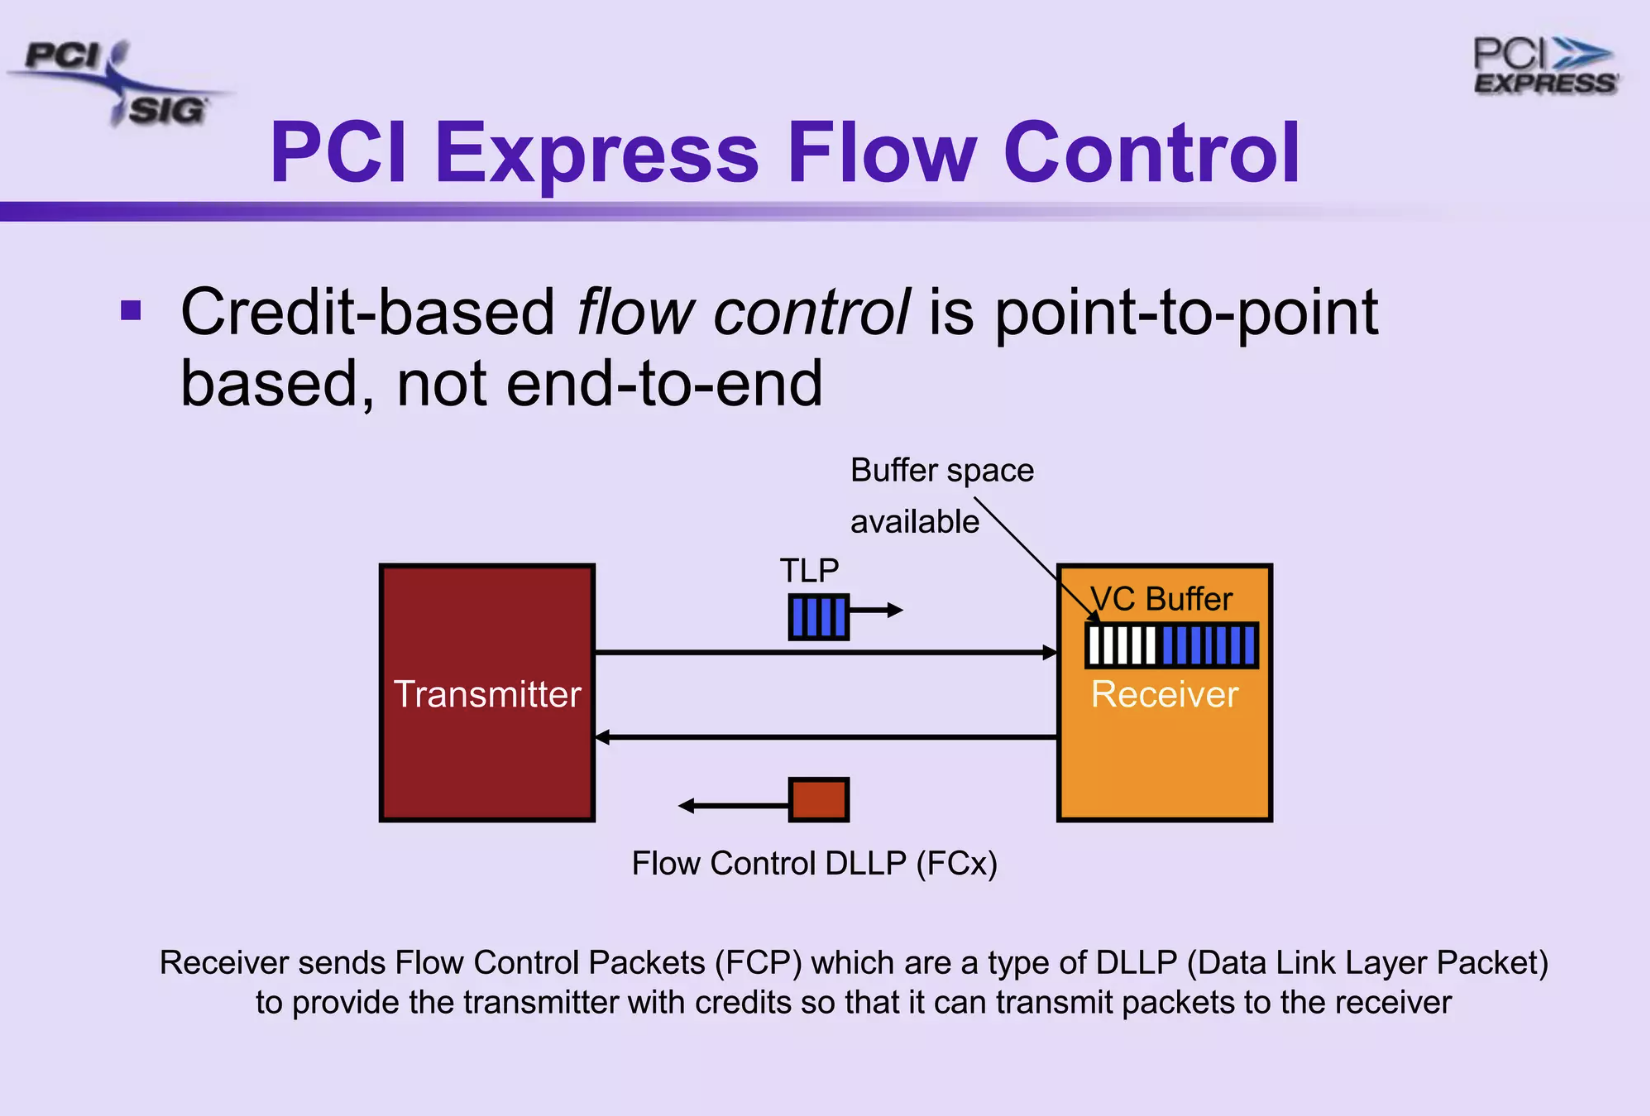 PCI
SIG
PCI
EXPRESS
PCI Express Flow Control
▪ Credit-based flow control is point-to-point
based, not end-to-end
Buffer space
available
TLP
VC Buffer
Transmitter
Receiver
Flow Control DLLP (FCx)
Receiver sends Flow Control Packets (FCP) which are a type of DLLP (Data Link Layer Packet)
to provide the transmitter with credits so that it can transmit packets to the receiver